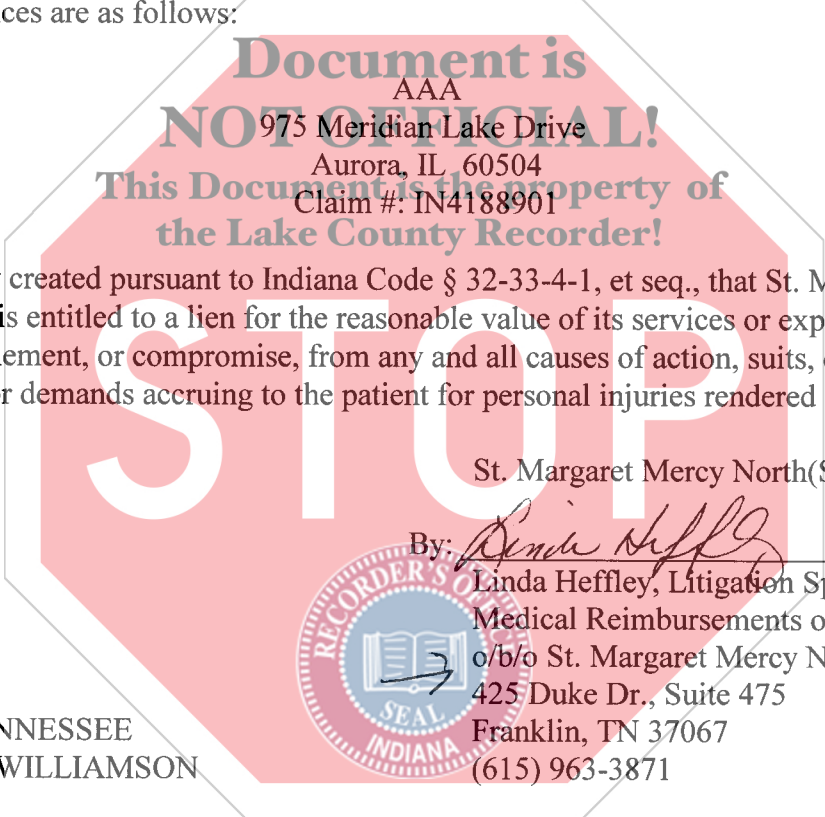 ces are as follows:
Document is
AAA
NOT OFFICIAL!
975 Meridian Lake Drive
Aurora, IL 60504
This Document is the property of
Claim #: IN4188901
the Lake County Recorder!
created pursuant to Indiana Code § 32-33-4-1, et seq., that St. M
is entitled to a lien for the reasonable value of its services or exp
ement, or compromise, from any and all causes of action, suits,
r demands accruing to the patient for personal injuries rendered
STOP
St. Margaret Mercy North(S
By: Linda Heffley
Linda Heffley, Litigation Sp
Medical Reimbursements o
o/b/o St. Margaret Mercy N
425 Duke Dr., Suite 475
Franklin, TN 37067
(615) 963-3871
RECORDER'S OFFICE
SEAL
INDIANA
NNESSEE
WILLIAMSON